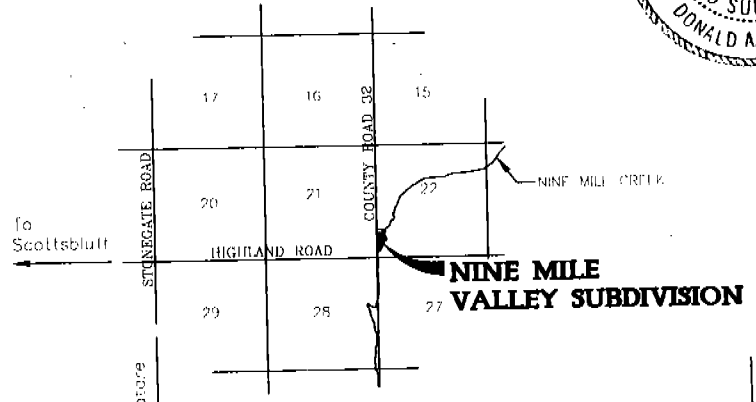 DONALD A
17
16
15
COUNTY ROAD 32
STONEGATE ROAD
20
21
22
NINE MILE CREEK
To
Scottsbluff
HIGHLAND ROAD
NINE MILE
VALLEY SUBDIVISION
29
28
27